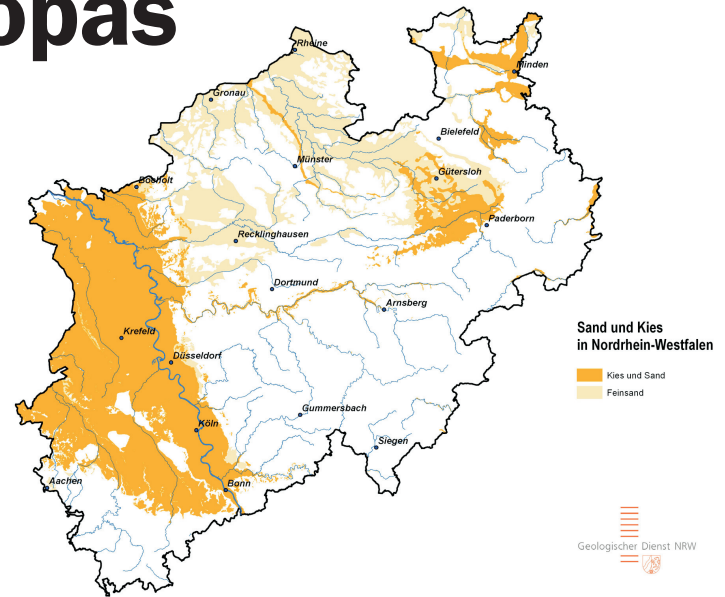 opas
Rheine
Minden
Gronau
Bielefeld
Münster
Gütersloh
Bocholt
Paderborn
Recklinghausen
Dortmund
Arnsberg
Krefeld
Düsseldorf
Gummersbach
Köln
Siegen
Aachen
Bonn
Sand und Kies
in Nordrhein-Westfalen
Kies und Sand
Feinsand
Geologischer Dienst NRW